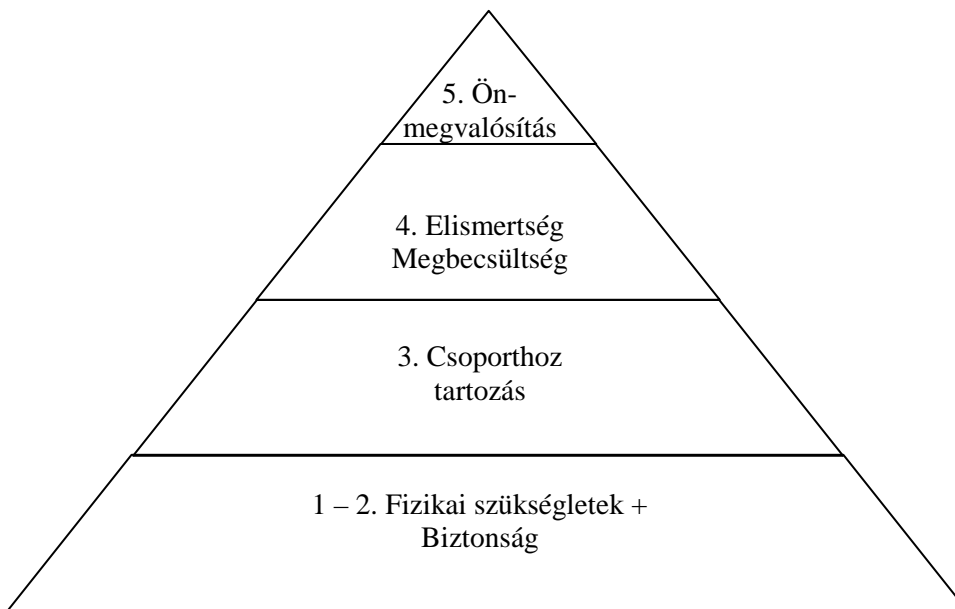 5. Ön-
megvalósítás
4. Elismertség
Megbecsültség
3. Csoporthoz
tartozás
1 – 2. Fizikai szükségletek +
Biztonság